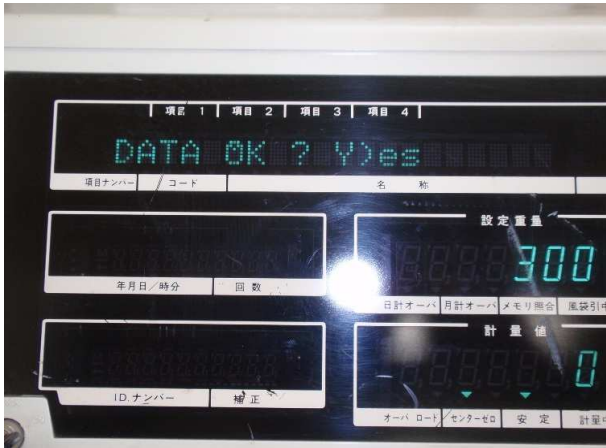 項目 1 項目 2 項目 3 項目 4
DATA OK ? Y)es
項目ナンバー コード 名 称
設定重量
300
年月日/時分 回 数
日計オーバ 月計オーバ メモリ照合 風袋引中
計 量 値
0
ID.ナンバー 補 正
オーバ ロード センターゼロ 安 定 計量